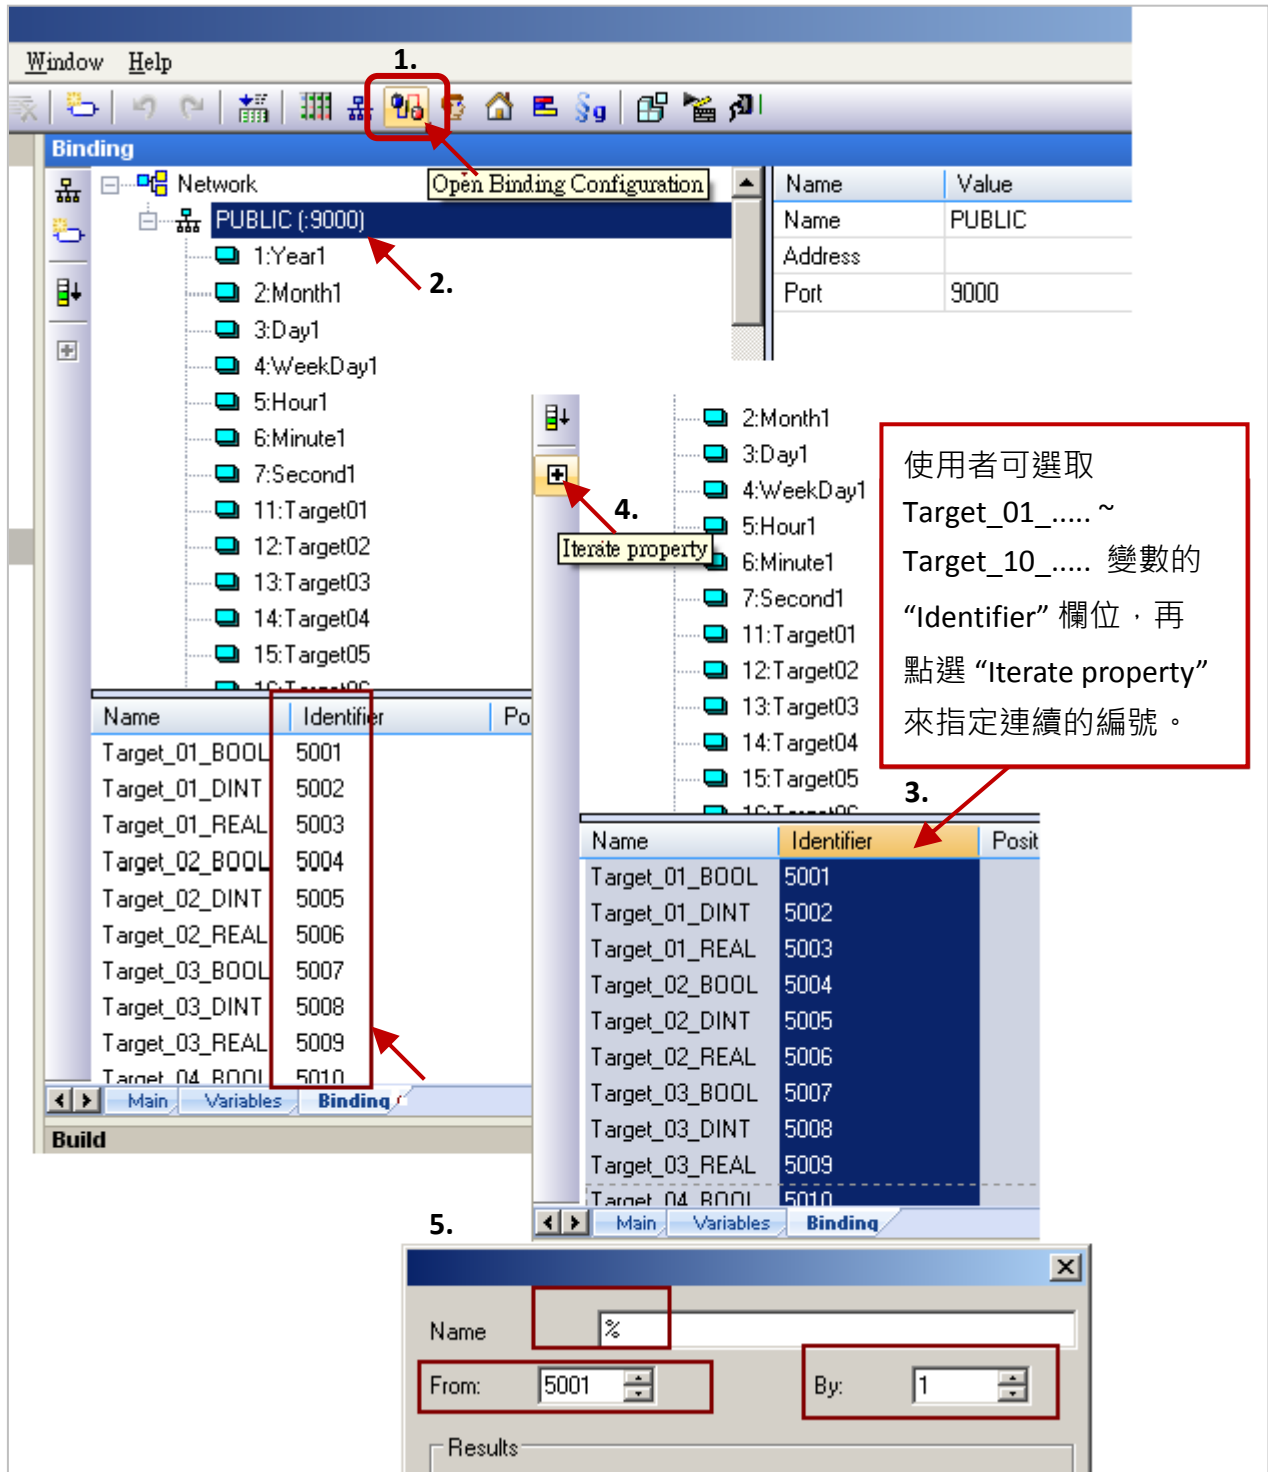 Window Help
1.
Binding
Open Binding Configuration
Network
PUBLIC (:9000)
1:Year1
2.
2:Month1
3:Day1
4:WeekDay1
5:Hour1
6:Minute1
7:Second1
11:Target01
12:Target02
13:Target03
14:Target04
15:Target05
16:Target06
Name Value
Name PUBLIC
Address
Port 9000
Name Identifier Po
Target_01_BOOL 5001
Target_01_DINT 5002
Target_01_REAL 5003
Target_02_BOOL 5004
Target_02_DINT 5005
Target_02_REAL 5006
Target_03_BOOL 5007
Target_03_DINT 5008
Target_03_REAL 5009
Target_04_BOOL 5010
Main Variables Binding
Build
2:Month1
3:Day1
4:WeekDay1
4.
5:Hour1
Iterate property
6:Minute1
7:Second1
11:Target01
12:Target02
13:Target03
14:Target04
15:Target05
16:Target06
使用者可選取
Target_01_..... ~
Target_10_..... 變數的
“Identifier” 欄位，再
點選 “Iterate property”
來指定連續的編號。
3.
Name Identifier Posit
Target_01_BOOL 5001
Target_01_DINT 5002
Target_01_REAL 5003
Target_02_BOOL 5004
Target_02_DINT 5005
Target_02_REAL 5006
Target_03_BOOL 5007
Target_03_DINT 5008
Target_03_REAL 5009
Target_04_BOOL 5010
Main Variables Binding
5.
Name %
From: 5001 By: 1
Results